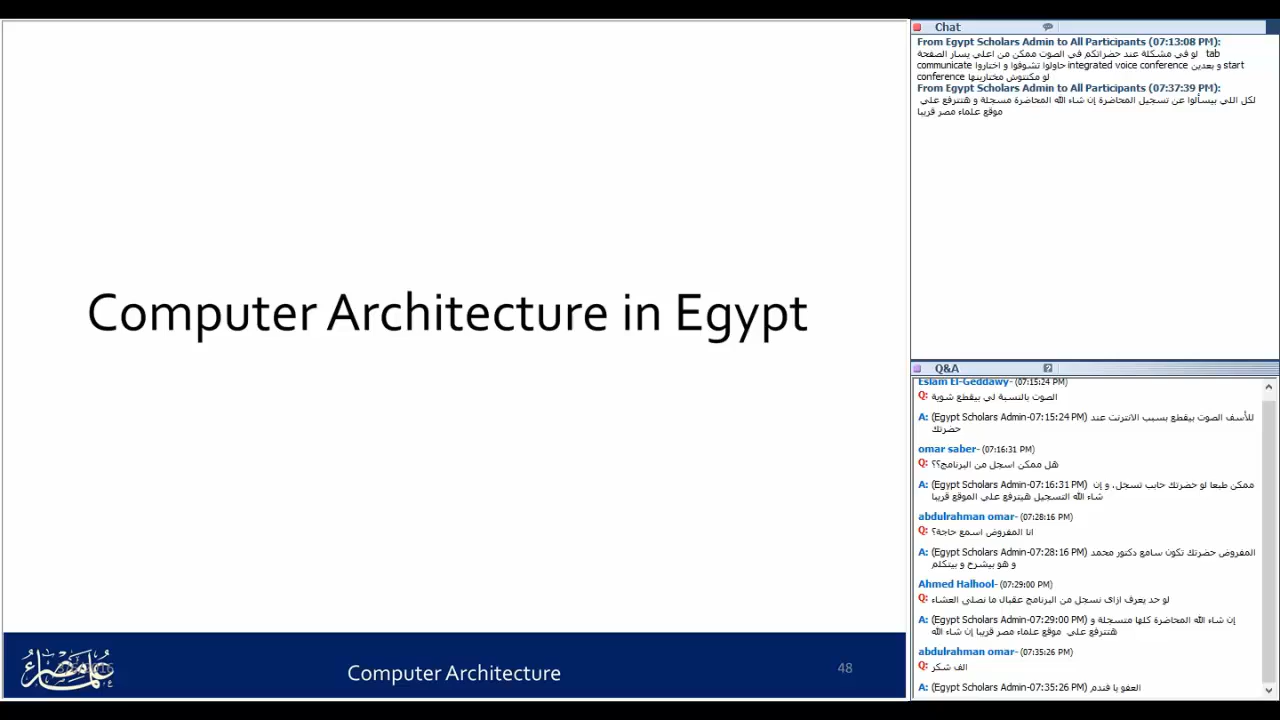 Computer Architecture in Egypt
علماء مصر
Computer Architecture
48
Chat
From Egypt Scholars Admin to All Participants (07:13:08 PM):
لو في مشكلة عند حضراتكم في الصوت ممكن من اعلي يسار الصفحة tab
communicate حاولوا تشوفوا و اختاروا integrated voice conference و بعدين start
conference لو مكنتوش مختارينها
From Egypt Scholars Admin to All Participants (07:37:39 PM):
لكل اللي بيسألوا عن تسجيل المحاضرة إن شاء الله المحاضرة مسجلة و هتترفع علي
موقع علماء مصر قريبا
Q&A
Eslam El-Geddawy- (07:15:24 PM)
Q: الصوت بالنسبة لي بيقطع شوية
A: (Egypt Scholars Admin-07:15:24 PM) للأسف الصوت بيقطع بسبب الانترنت عند
حضرتك
omar saber- (07:16:31 PM)
Q: هل ممكن اسجل من البرنامج؟؟
A: (Egypt Scholars Admin-07:16:31 PM) ممكن طبعا لو حضرتك حابب تسجل، و إن
شاء الله التسجيل هيترفع علي الموقع قريبا
abdulrahman omar- (07:28:16 PM)
Q: انا المفروض اسمع حاجة؟
A: (Egypt Scholars Admin-07:28:16 PM) المفروض حضرتك تكون سامع دكتور محمد
و هو بيشرح و بيتكلم
Ahmed Halhool- (07:29:00 PM)
Q: لو حد يعرف ازاى نسجل من البرنامج عقبال ما نصلى العشاء
A: (Egypt Scholars Admin-07:29:00 PM) إن شاء الله المحاضرة كلها متسجلة و
هتترفع علي موقع علماء مصر قريبا إن شاء الله
abdulrahman omar- (07:35:26 PM)
Q: الف شكر
A: (Egypt Scholars Admin-07:35:26 PM) العفو يا فندم